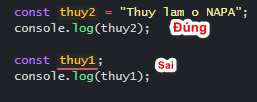 const thuy2 = "Thuy lam o NAPA";
console.log(thuy2);
Đúng
const thuy1;
Sai
console.log(thuy1);